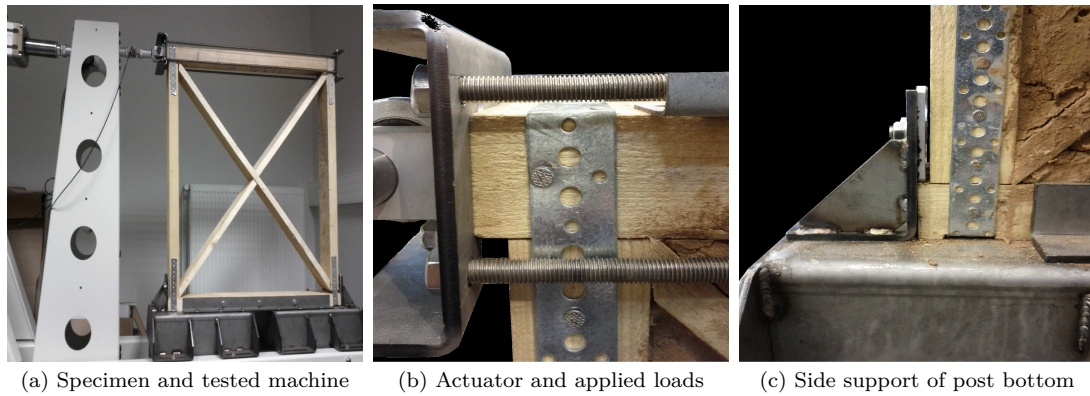 (a) Specimen and tested machine
(b) Actuator and applied loads
(c) Side support of post bottom